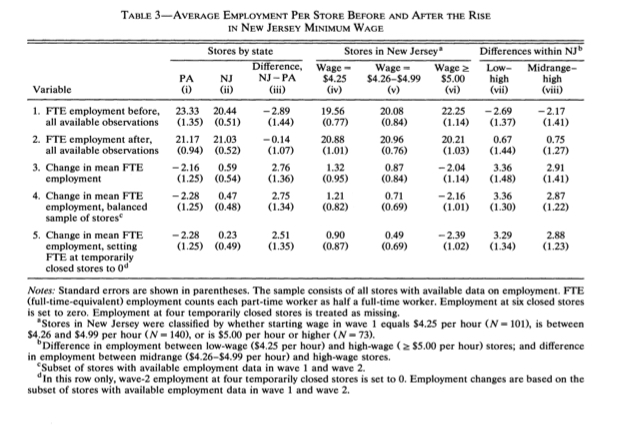 TABLE 3—AVERAGE EMPLOYMENT PER STORE BEFORE AND AFTER THE RISE
IN NEW JERSEY MINIMUM WAGE
Stores by state Stores in New Jerseyᵃ Differences within NJᵇ
Difference, Wage = Wage = Wage ≥ Low– Midrange–
PA NJ NJ − PA $4.25 $4.26–$4.99 $5.00 high high
Variable (i) (ii) (iii) (iv) (v) (vi) (vii) (viii)
1. FTE employment before, 23.33 20.44 −2.89 19.56 20.08 22.25 −2.69 −2.17
all available observations (1.35) (0.51) (1.44) (0.77) (0.84) (1.14) (1.37) (1.41)
2. FTE employment after, 21.17 21.03 −0.14 20.88 20.96 20.21 0.67 0.75
all available observations (0.94) (0.52) (1.07) (1.01) (0.76) (1.03) (1.44) (1.27)
3. Change in mean FTE −2.16 0.59 2.76 1.32 0.87 −2.04 3.36 2.91
employment (1.25) (0.54) (1.36) (0.95) (0.84) (1.14) (1.48) (1.41)
4. Change in mean FTE −2.28 0.47 2.75 1.21 0.71 −2.16 3.36 2.87
employment, balanced (1.25) (0.48) (1.34) (0.82) (0.69) (1.01) (1.30) (1.22)
sample of storesᶜ
5. Change in mean FTE −2.28 0.23 2.51 0.90 0.49 −2.39 3.29 2.88
employment, setting (1.25) (0.49) (1.35) (0.87) (0.69) (1.02) (1.34) (1.23)
FTE at temporarily
closed stores to 0ᵈ
Notes: Standard errors are shown in parentheses. The sample consists of all stores with available data on employment. FTE
(full-time-equivalent) employment counts each part-time worker as half a full-time worker. Employment at six closed stores
is set to zero. Employment at four temporarily closed stores is treated as missing.
ᵃStores in New Jersey were classified by whether starting wage in wave 1 equals $4.25 per hour (N = 101), is between
$4.26 and $4.99 per hour (N = 140), or is $5.00 per hour or higher (N = 73).
ᵇDifference in employment between low-wage ($4.25 per hour) and high-wage (≥ $5.00 per hour) stores; and difference
in employment between midrange ($4.26–$4.99 per hour) and high-wage stores.
ᶜSubset of stores with available employment data in wave 1 and wave 2.
ᵈIn this row only, wave-2 employment at four temporarily closed stores is set to 0. Employment changes are based on the
subset of stores with available employment data in wave 1 and wave 2.